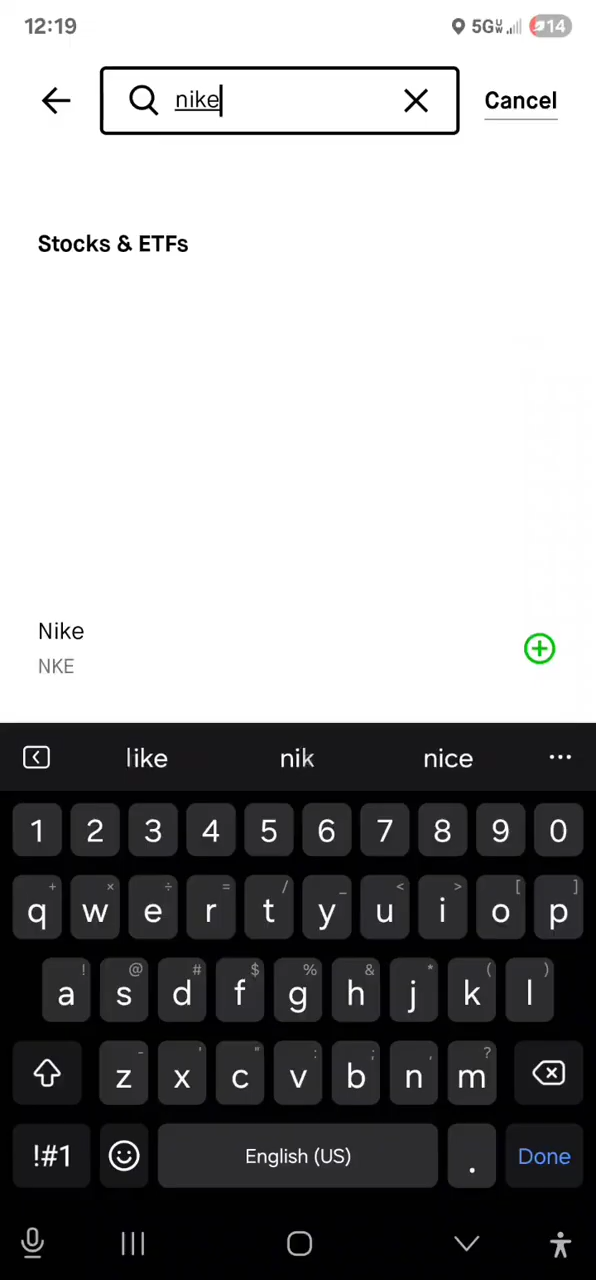 12:19
5G 14
nike
Cancel
Stocks & ETFs
Nike
NKE
like nik nice ...
1 2 3 4 5 6 7 8 9 0
+ × ÷ = / _ < > [ ]
q w e r t y u i o p
! @ # $ % & * ( )
a s d f g h j k l
- ' " : ; , ?
z x c v b n m
!#1 English (US) . Done